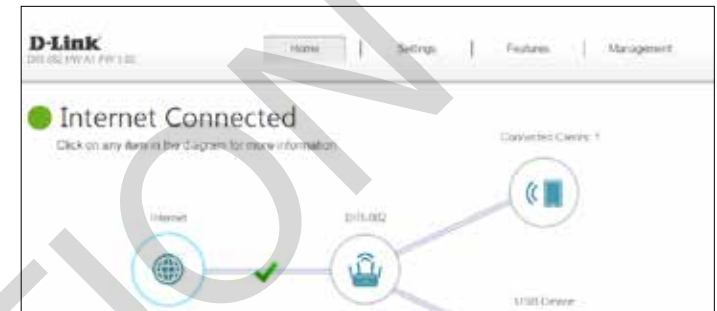 D-Link
Home | Settings | Features | Management
Internet Connected
Click on any item in the diagram for more information.
Connected Clients: 1
Internet
USB Device